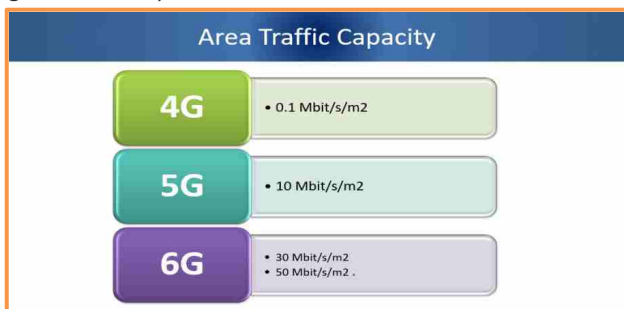 Area Traffic Capacity
4G
• 0.1 Mbit/s/m2
5G
• 10 Mbit/s/m2
6G
• 30 Mbit/s/m2
• 50 Mbit/s/m2 .